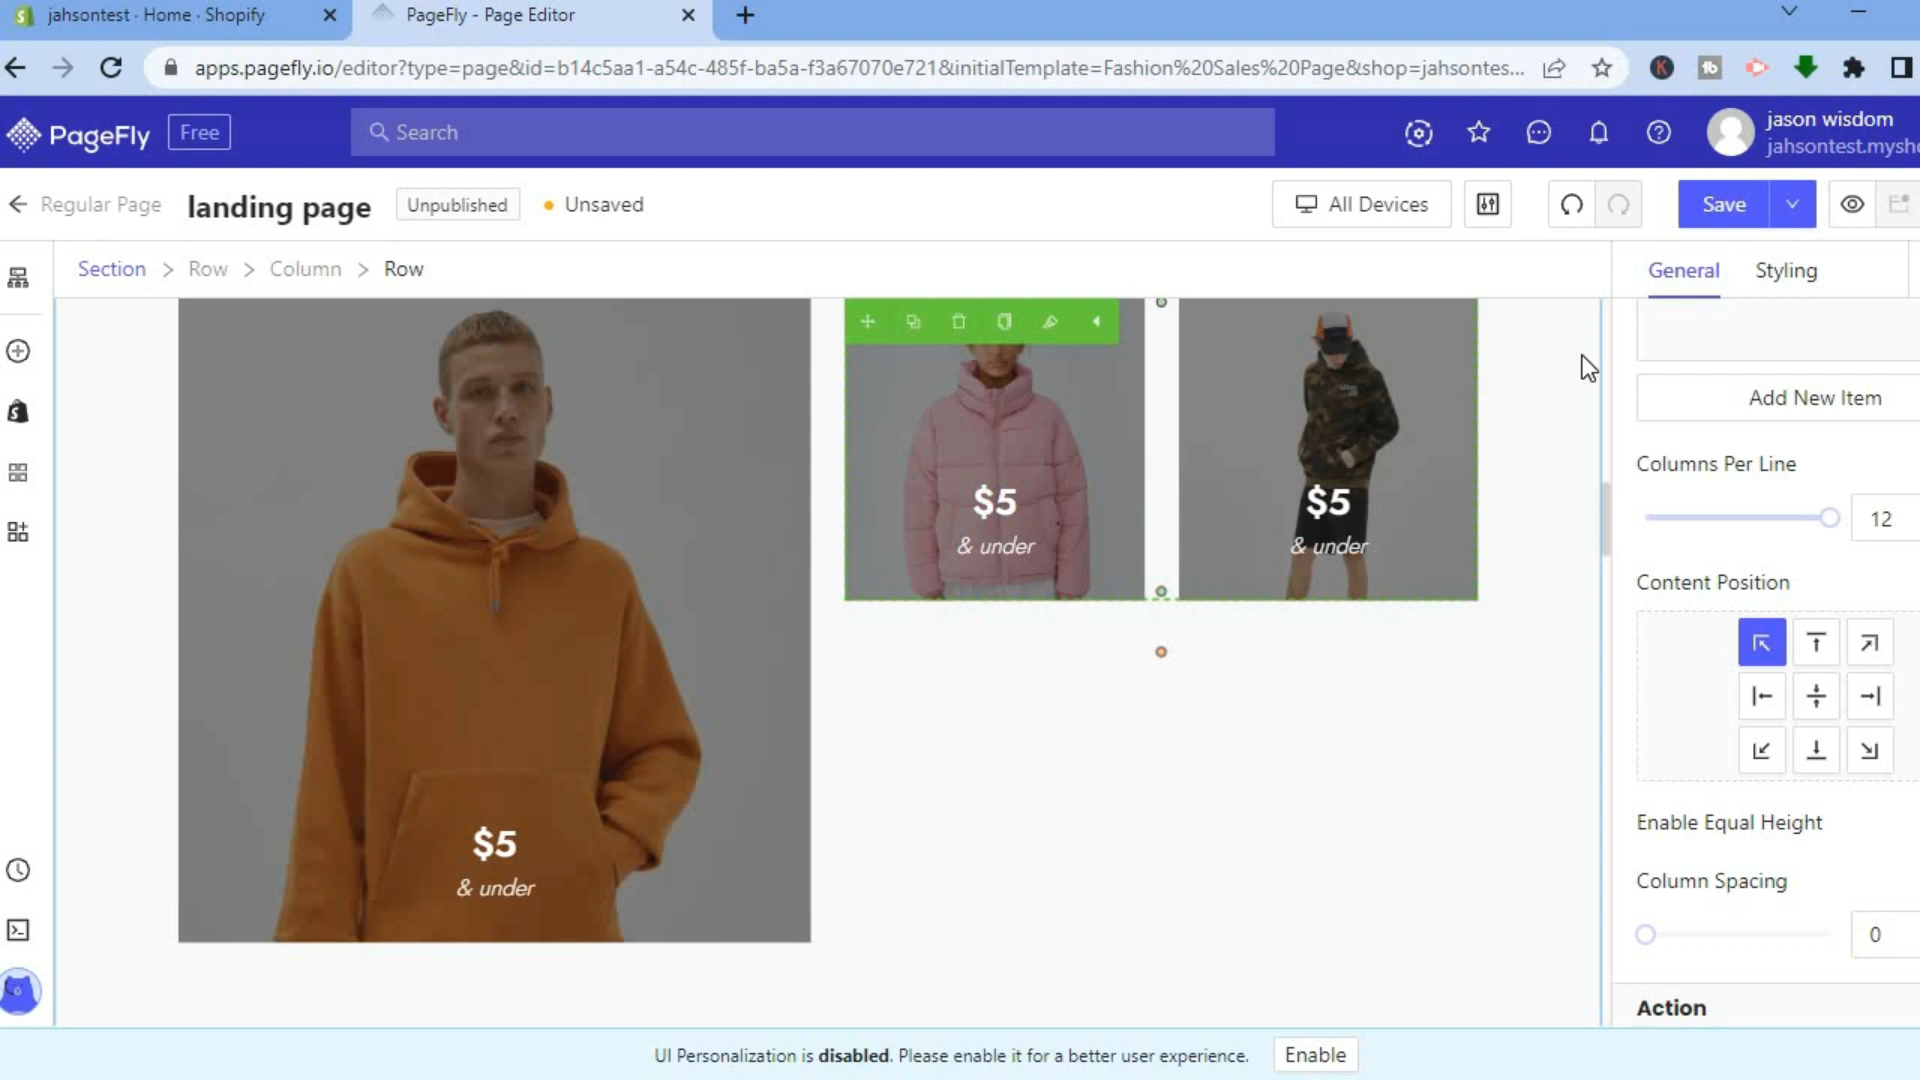 jahsontest · Home · Shopify
PageFly - Page Editor
apps.pagefly.io/editor?type=page&id=b14c5aa1-a54c-485f-ba5a-f3a67070e721&initialTemplate=Fashion%20Sales%20Page&shop=jahsontes...
PageFly
Free
Search
jason wisdom
jahsontest.mysh
Regular Page
landing page
Unpublished
Unsaved
All Devices
Save
Section > Row > Column > Row
General
Styling
Add New Item
Columns Per Line
12
Content Position
Enable Equal Height
Column Spacing
0
Action
$5
& under
$5
& under
$5
& under
UI Personalization is disabled. Please enable it for a better user experience.
Enable